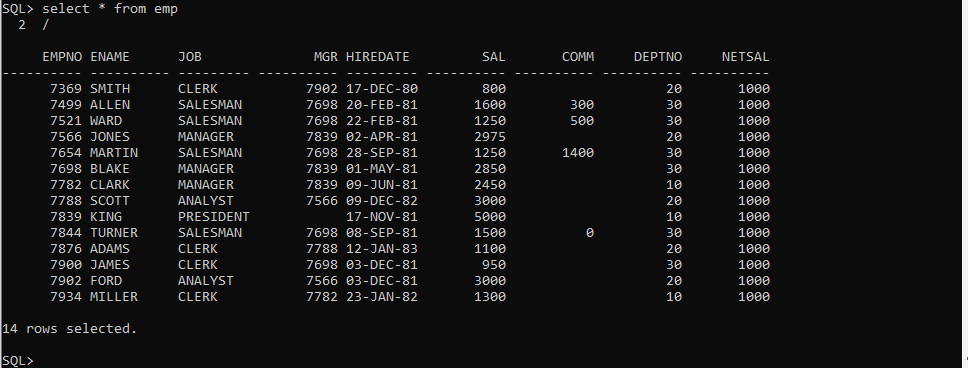 SQL> select * from emp
  2  /

     EMPNO ENAME      JOB              MGR HIREDATE         SAL       COMM     DEPTNO     NETSAL
---------- ---------- --------- ---------- --------- ---------- ---------- ---------- ----------
      7369 SMITH      CLERK           7902 17-DEC-80        800                    20       1000
      7499 ALLEN      SALESMAN        7698 20-FEB-81       1600        300         30       1000
      7521 WARD       SALESMAN        7698 22-FEB-81       1250        500         30       1000
      7566 JONES      MANAGER         7839 02-APR-81       2975                    20       1000
      7654 MARTIN     SALESMAN        7698 28-SEP-81       1250       1400         30       1000
      7698 BLAKE      MANAGER         7839 01-MAY-81       2850                    30       1000
      7782 CLARK      MANAGER         7839 09-JUN-81       2450                    10       1000
      7788 SCOTT      ANALYST         7566 09-DEC-82       3000                    20       1000
      7839 KING       PRESIDENT            17-NOV-81       5000                    10       1000
      7844 TURNER     SALESMAN        7698 08-SEP-81       1500          0         30       1000
      7876 ADAMS      CLERK           7788 12-JAN-83       1100                    20       1000
      7900 JAMES      CLERK           7698 03-DEC-81        950                    30       1000
      7902 FORD       ANALYST         7566 03-DEC-81       3000                    20       1000
      7934 MILLER     CLERK           7782 23-JAN-82       1300                    10       1000

14 rows selected.

SQL>